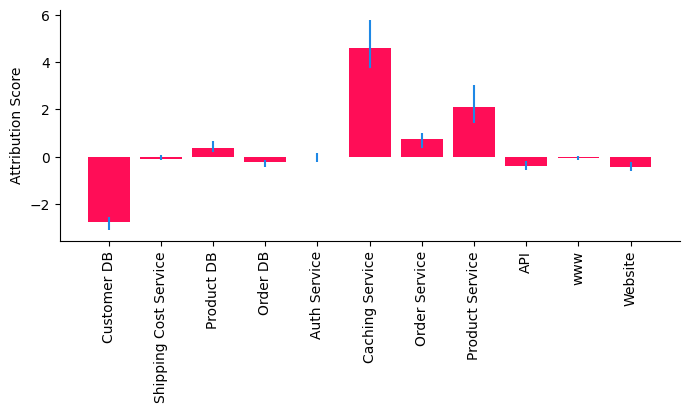 Attribution Score
6
4
2
0
−2
Customer DB
Shipping Cost Service
Product DB
Order DB
Auth Service
Caching Service
Order Service
Product Service
API
www
Website